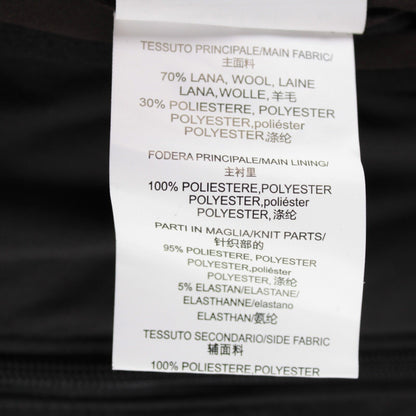 TESSUTO PRINCIPALE/MAIN FABRIC/
主面料
70% LANA, WOOL, LAINE
LANA,WOLLE,羊毛
30% POLIESTERE, POLYESTER
POLYESTER,poliéster
POLYESTER,涤纶
FODERA PRINCIPALE/MAIN LINING/
主衬里
100% POLIESTERE,POLYESTER
POLYESTER,poliéster
POLYESTER,涤纶
PARTI IN MAGLIA/KNIT PARTS/
针织部的
95% POLIESTERE, POLYESTER
POLYESTER,poliéster
POLYESTER, 涤纶
5% ELASTAN/ELASTANE/
ELASTHANNE/elastano
ELASTHAN/氨纶
TESSUTO SECONDARIO/SIDE FABRIC
辅面料
100% POLIESTERE,POLYESTER